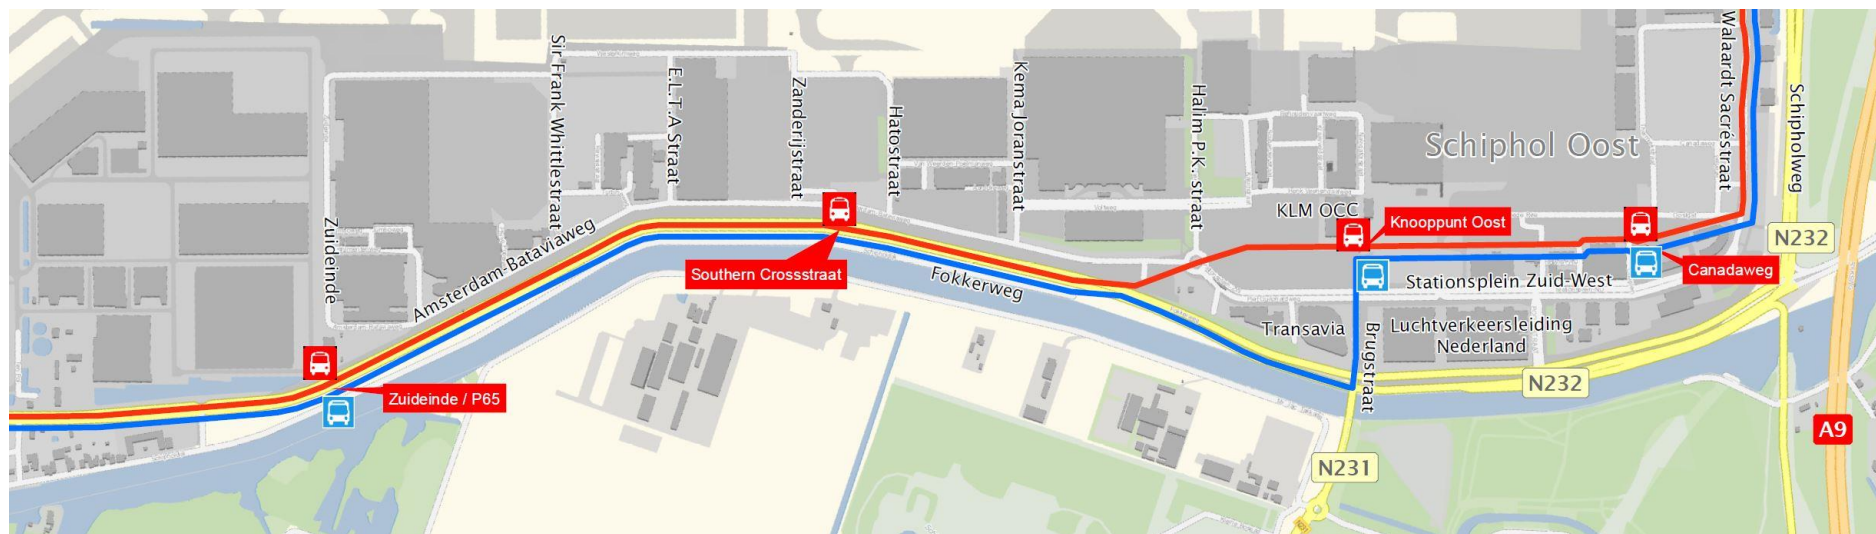 Sir Frank Whittlestraat
E.L.T.A Straat
Zanderijstraat
Hatostraat
Kema Joranstraat
Halim P.K. straat
Walaardt Sacréstraat
Schipholweg
Schiphol Oost
Zuideinde
Amsterdam-Bataviaweg
KLM OCC
Knooppunt Oost
N232
Southern Crossstraat
Fokkerweg
Canadaweg
Stationsplein Zuid-West
Transavia
Brugstraat
Luchtverkeersleiding
Nederland
Zuideinde / P65
N232
A9
N231